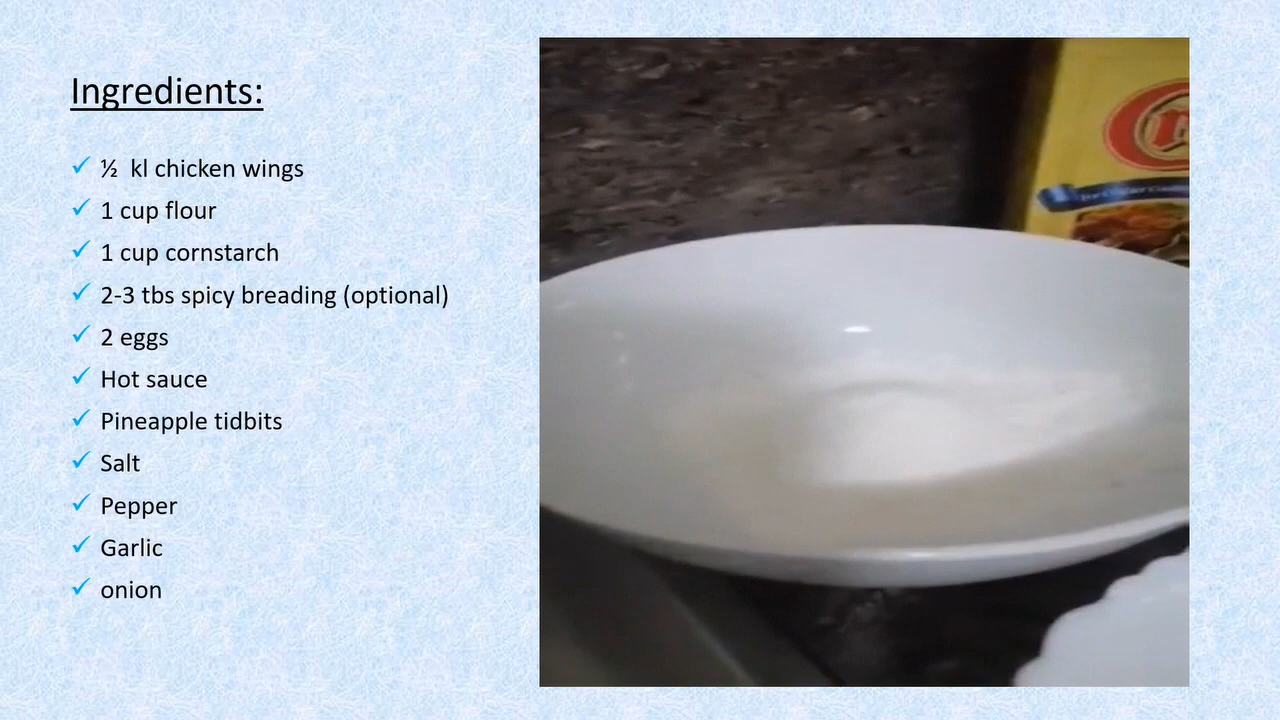 Ingredients:
½ kl chicken wings
1 cup flour
1 cup cornstarch
2-3 tbs spicy breading (optional)
2 eggs
Hot sauce
Pineapple tidbits
Salt
Pepper
Garlic
onion